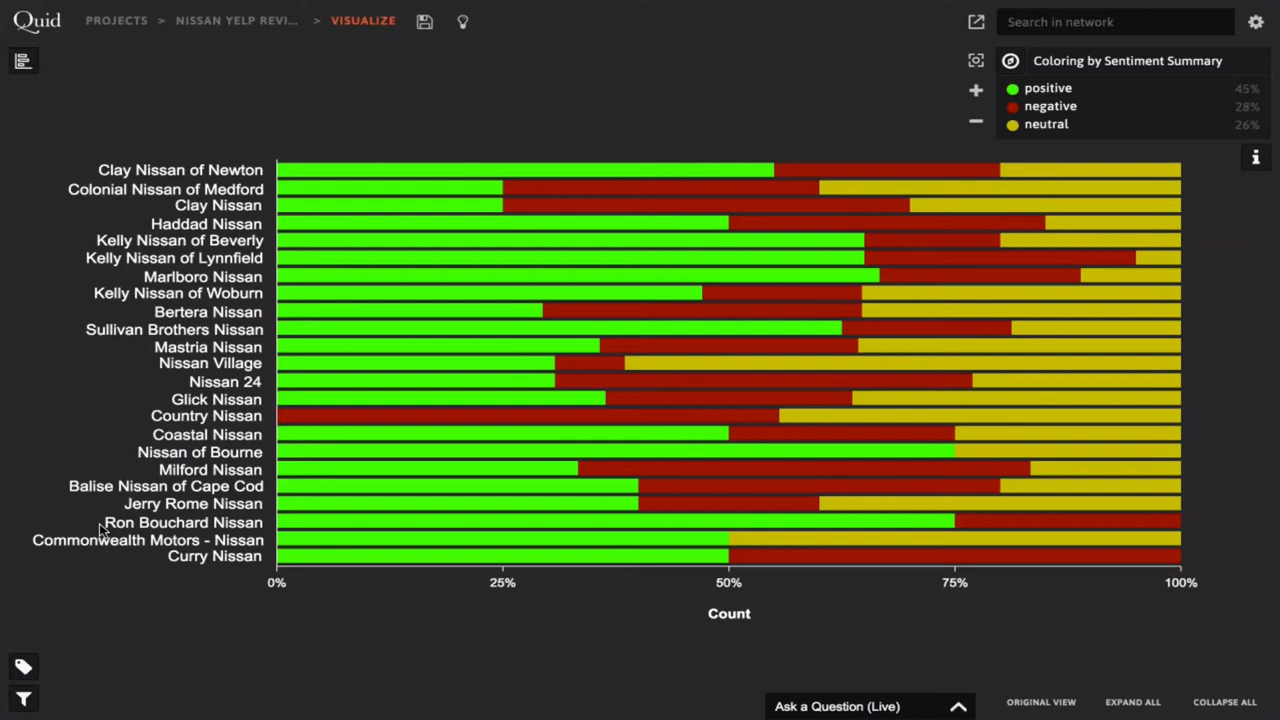 Quid PROJECTS > NISSAN YELP REVI... > VISUALIZE
Search in network
Coloring by Sentiment Summary
positive 45%
negative 28%
neutral 26%
i
Clay Nissan of Newton
Colonial Nissan of Medford
Clay Nissan
Haddad Nissan
Kelly Nissan of Beverly
Kelly Nissan of Lynnfield
Marlboro Nissan
Kelly Nissan of Woburn
Bertera Nissan
Sullivan Brothers Nissan
Mastria Nissan
Nissan Village
Nissan 24
Glick Nissan
Country Nissan
Coastal Nissan
Nissan of Bourne
Milford Nissan
Balise Nissan of Cape Cod
Jerry Rome Nissan
Ron Bouchard Nissan
Commonwealth Motors - Nissan
Curry Nissan
0% 25% 50% 75% 100%
Count
Ask a Question (Live)
ORIGINAL VIEW EXPAND ALL COLLAPSE ALL